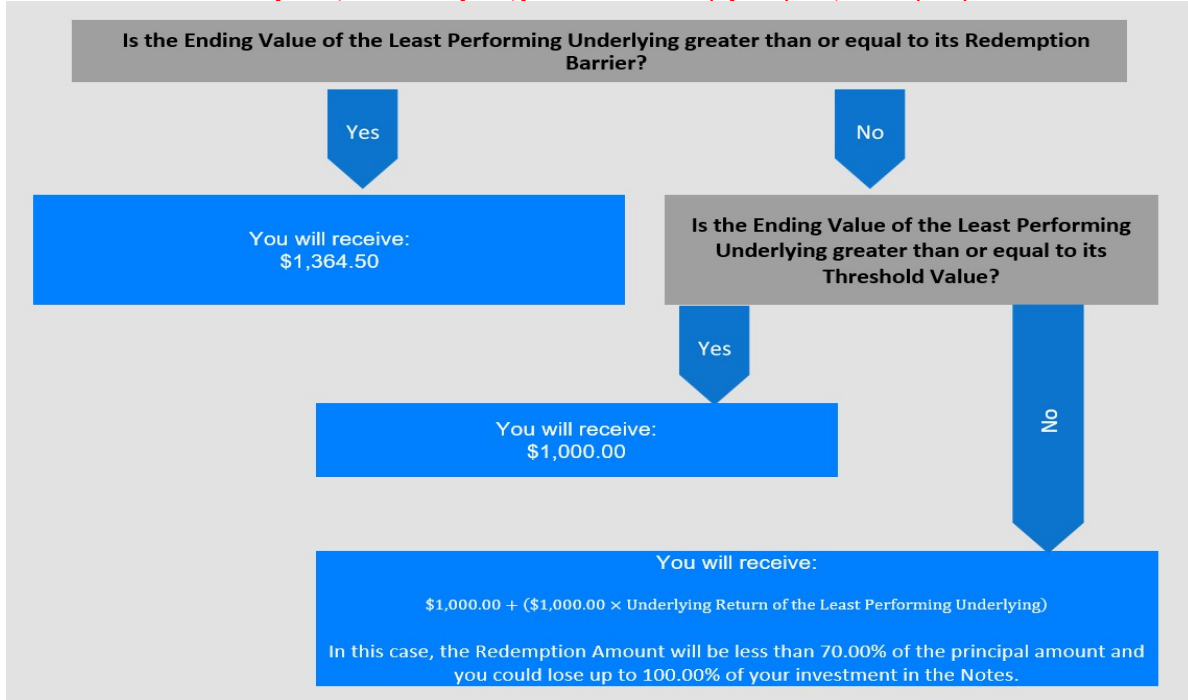 Is the Ending Value of the Least Performing Underlying greater than or equal to its Redemption
Barrier?
Yes
No
You will receive:
$1,364.50
Is the Ending Value of the Least Performing
Underlying greater than or equal to its
Threshold Value?
Yes
No
You will receive:
$1,000.00
You will receive:
$1,000.00 + ($1,000.00 × Underlying Return of the Least Performing Underlying)
In this case, the Redemption Amount will be less than 70.00% of the principal amount and
you could lose up to 100.00% of your investment in the Notes.